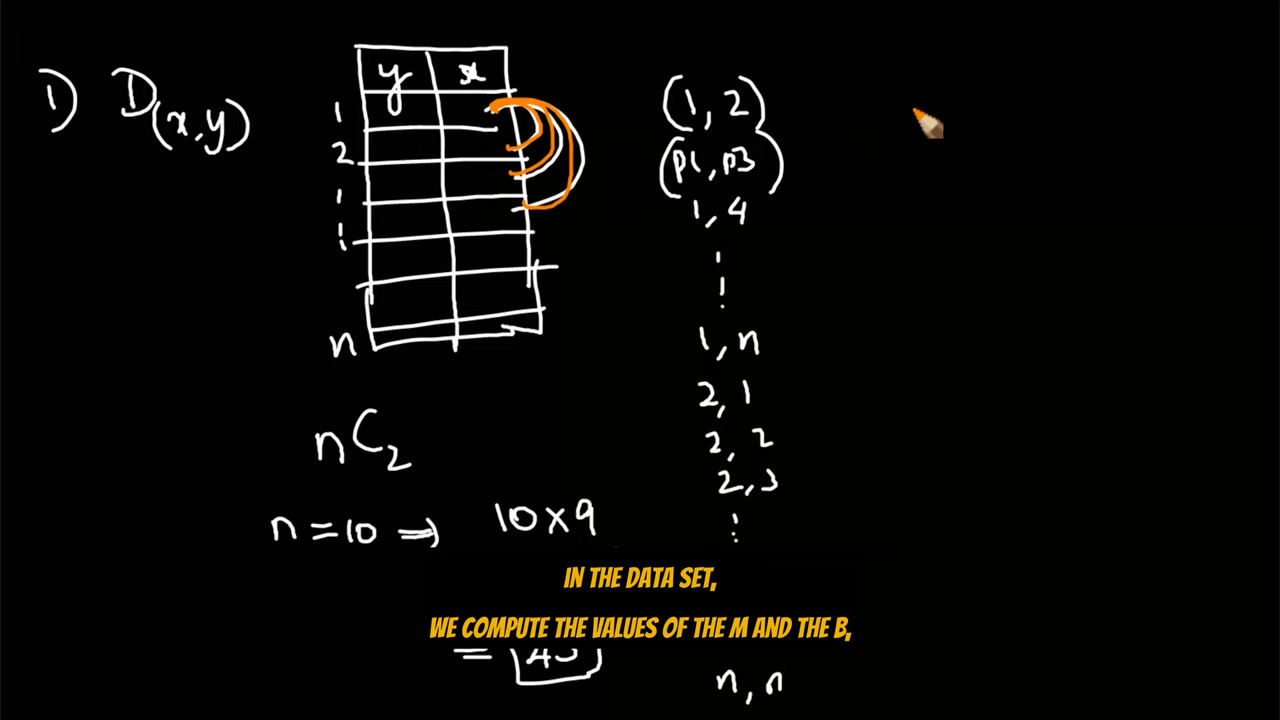 1) D(x,y)
y x
1
2
n
(1, 2)
(p1, p3)
1, 4
1, n
2, 1
2, 2
2, 3
n, n
nC2
n = 10 ⇒ 10 x 9
IN THE DATA SET,
WE COMPUTE THE VALUES OF THE M AND THE B,
= 45